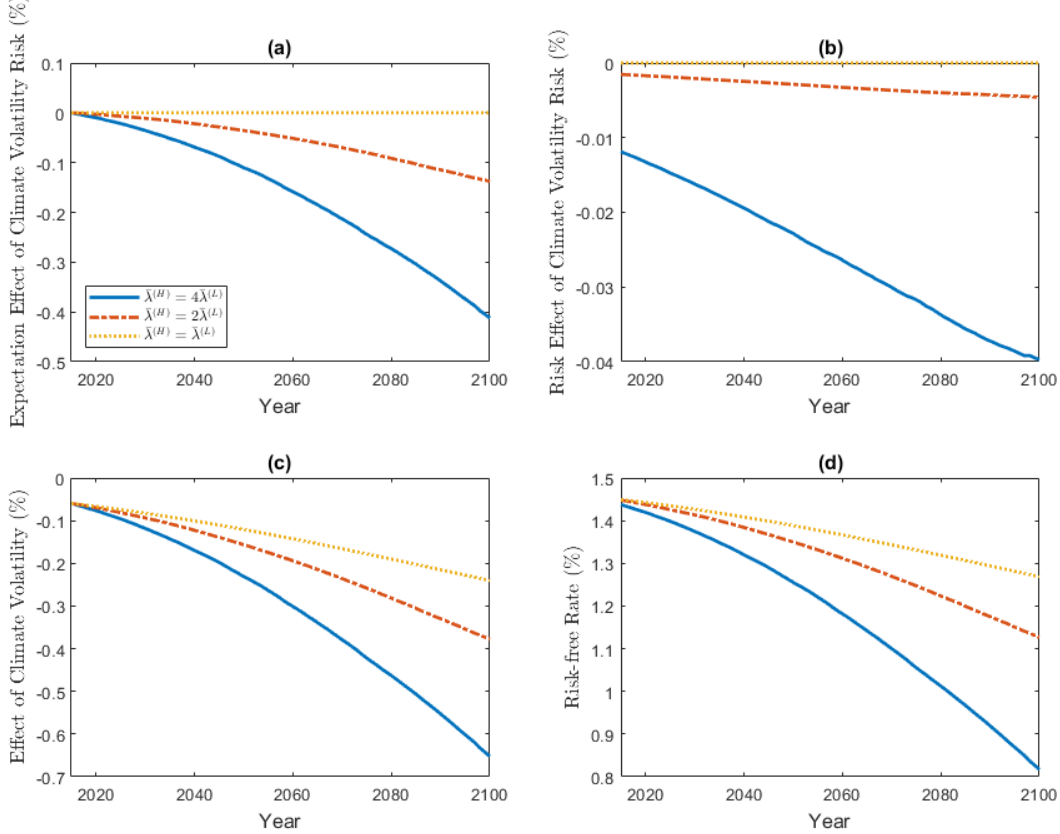 (a)
Expectation Effect of Climate Volatility Risk (%)
0.1
0
-0.1
-0.2
-0.3
-0.4
-0.5
λ̄^(H) = 4λ̄^(L)
λ̄^(H) = 2λ̄^(L)
λ̄^(H) = λ̄^(L)
2020 2040 2060 2080 2100
Year
(b)
Risk Effect of Climate Volatility Risk (%)
0
-0.01
-0.02
-0.03
-0.04
2020 2040 2060 2080 2100
Year
(c)
Effect of Climate Volatility (%)
0
-0.1
-0.2
-0.3
-0.4
-0.5
-0.6
-0.7
2020 2040 2060 2080 2100
Year
(d)
Risk-free Rate (%)
1.5
1.4
1.3
1.2
1.1
1
0.9
0.8
2020 2040 2060 2080 2100
Year